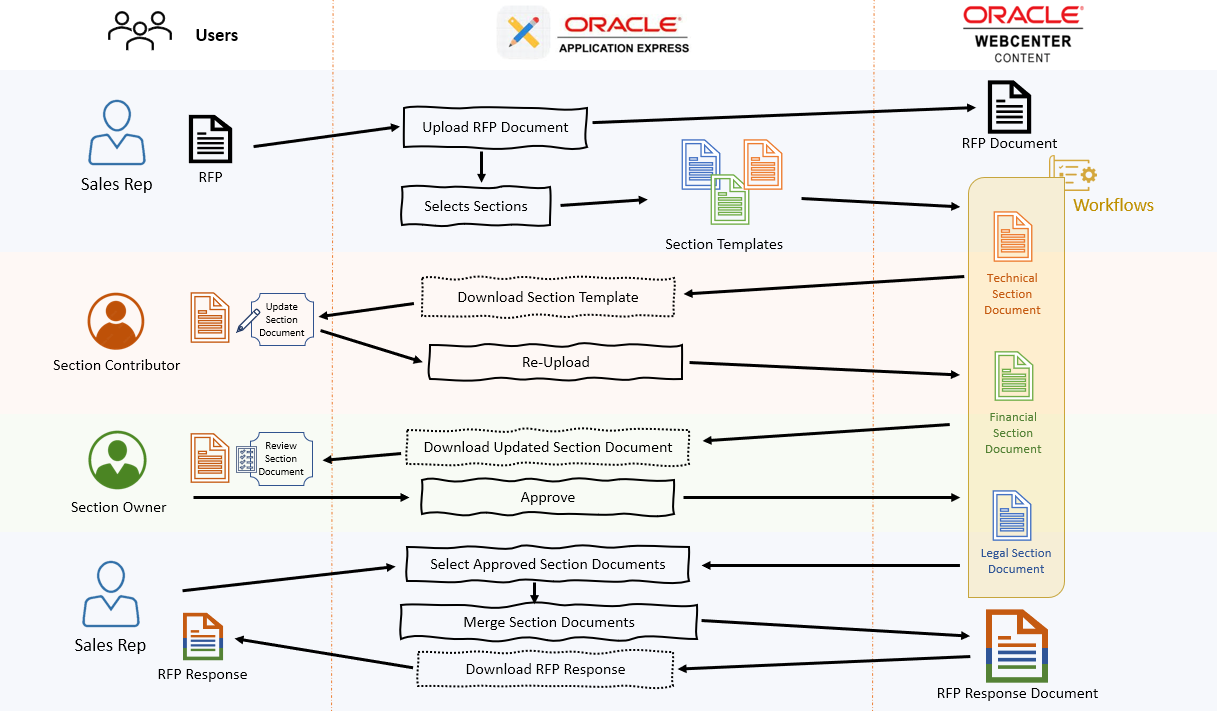 Users
ORACLE®
APPLICATION EXPRESS
ORACLE®
WEBCENTER
CONTENT
Sales Rep
RFP
Upload RFP Document
RFP Document
Selects Sections
Section Templates
Workflows
Technical
Section
Document
Section Contributor
Update
Section
Document
Download Section Template
Re-Upload
Financial
Section
Document
Section Owner
Review
Section
Document
Download Updated Section Document
Approve
Legal Section
Document
Sales Rep
Select Approved Section Documents
Merge Section Documents
Download RFP Response
RFP Response
RFP Response Document